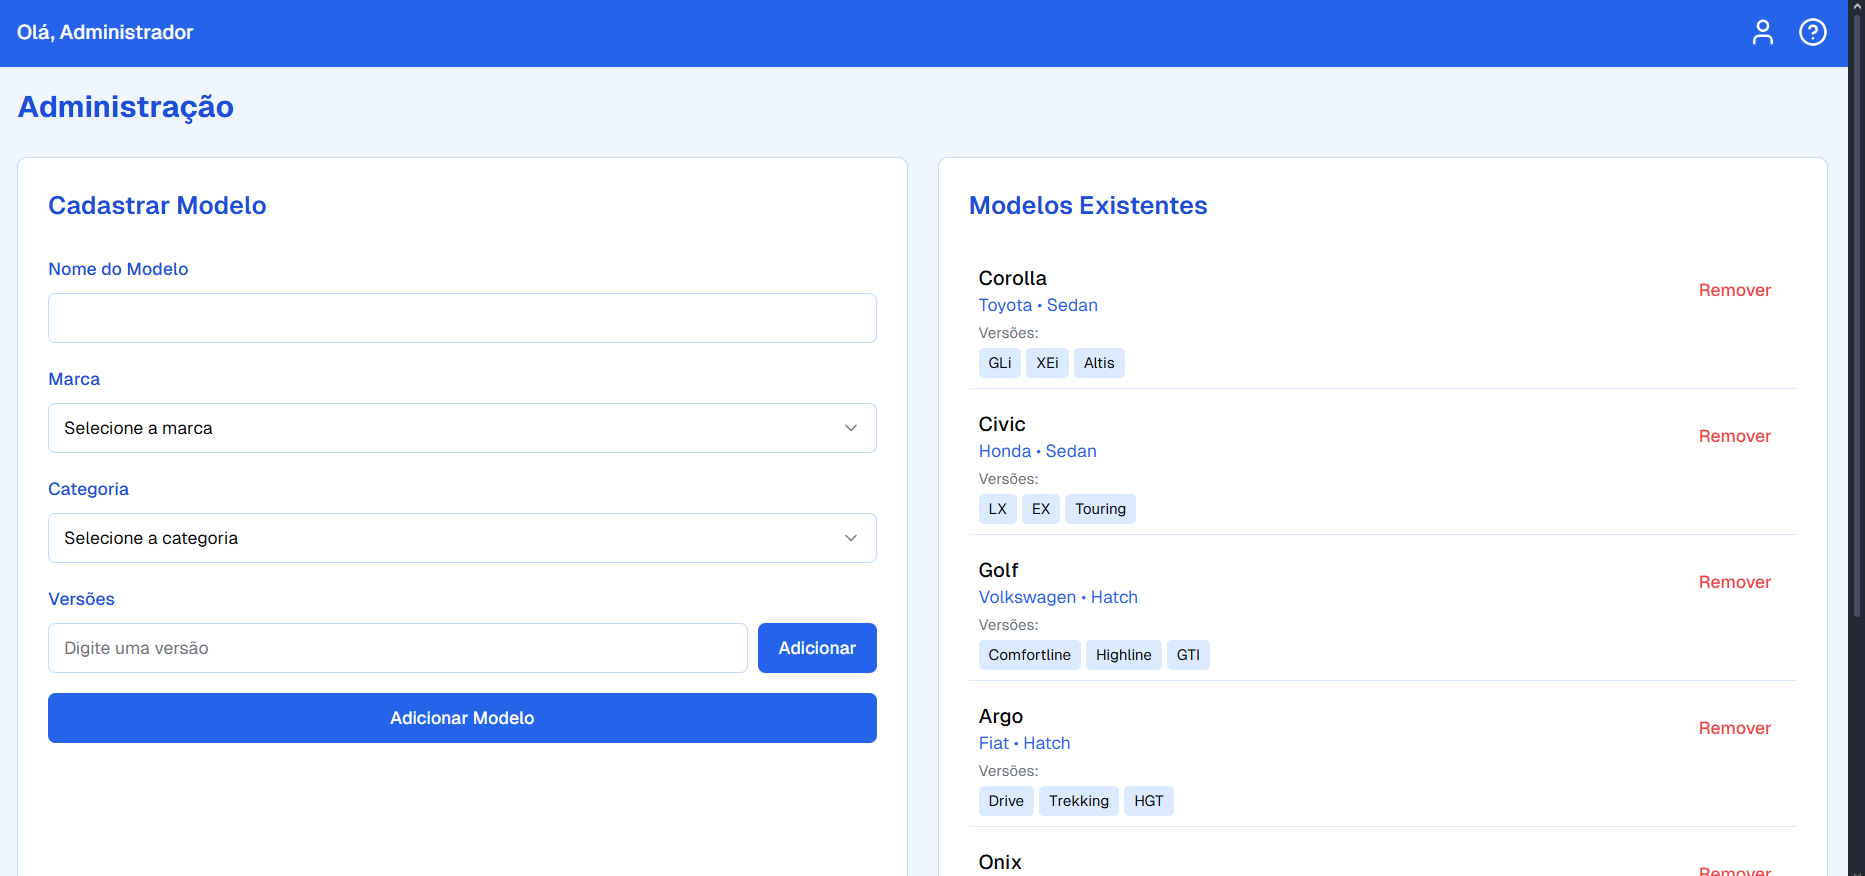 Olá, Administrador
Administração
Cadastrar Modelo
Nome do Modelo
Marca
Selecione a marca
Categoria
Selecione a categoria
Versões
Digite uma versão
Adicionar
Adicionar Modelo
Modelos Existentes
Corolla
Remover
Toyota • Sedan
Versões:
GLi XEi Altis
Civic
Remover
Honda • Sedan
Versões:
LX EX Touring
Golf
Remover
Volkswagen • Hatch
Versões:
Comfortline Highline GTI
Argo
Remover
Fiat • Hatch
Versões:
Drive Trekking HGT
Onix
Remover